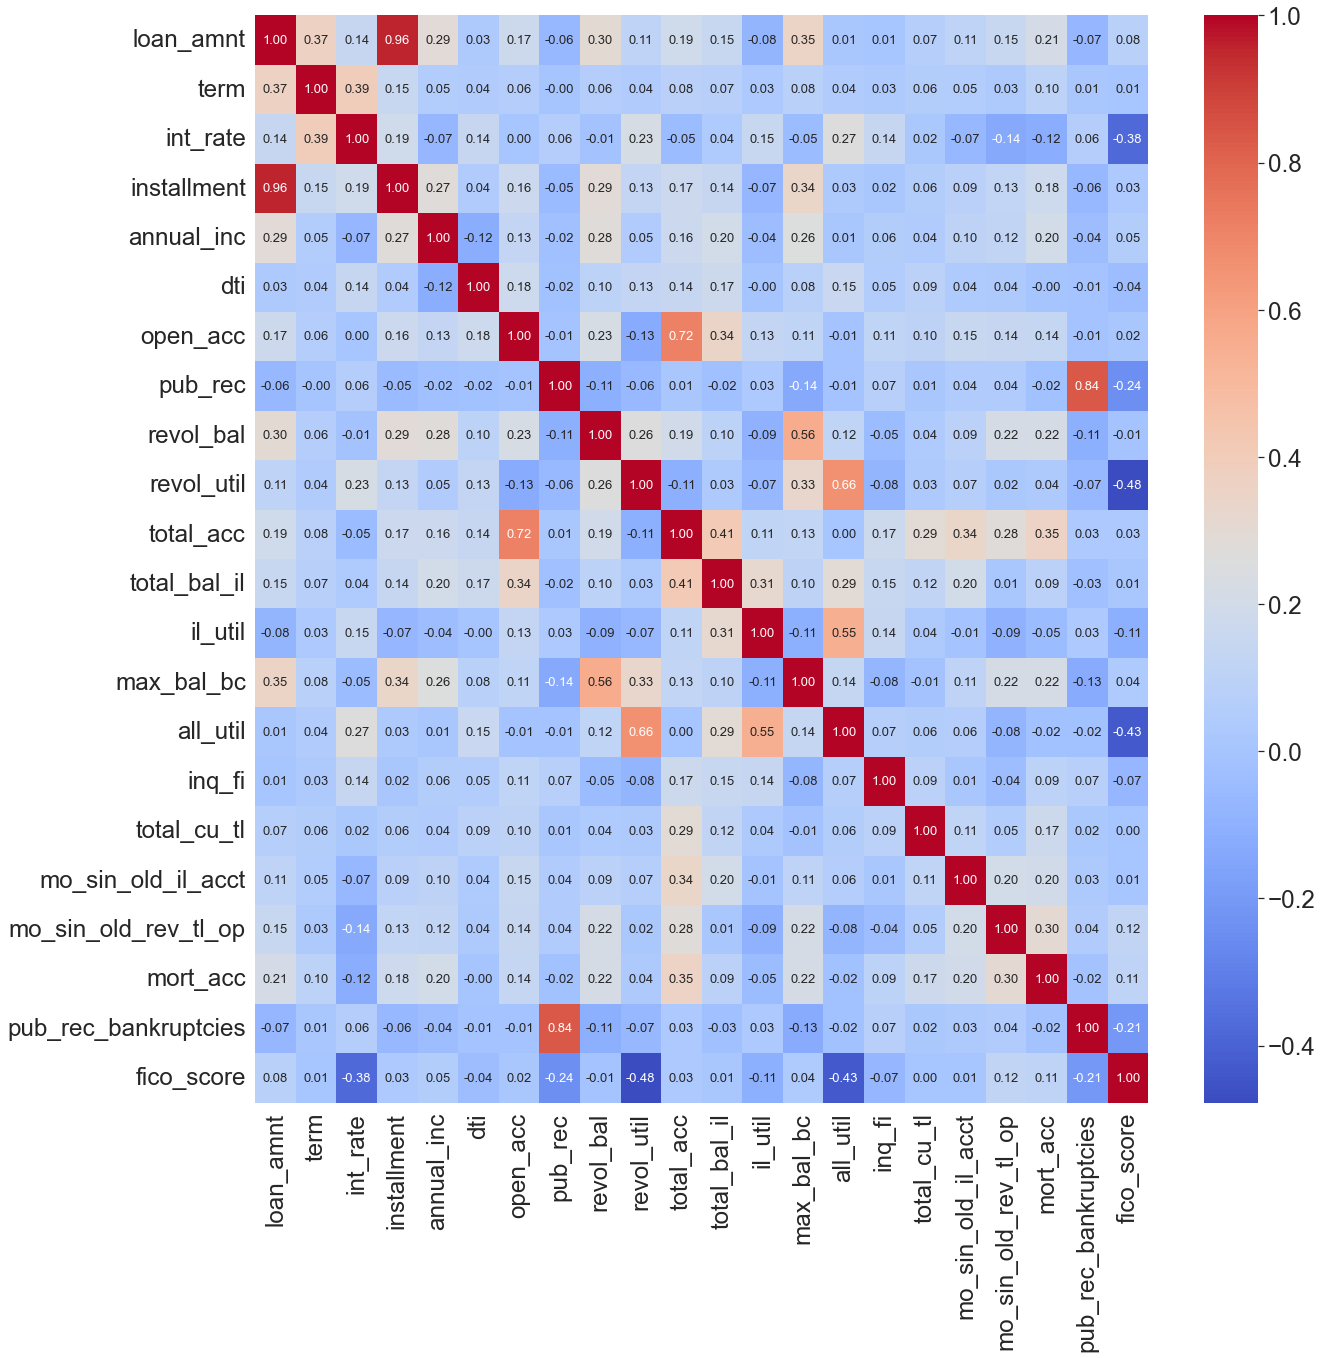 loan_amnt 1.00 0.37 0.14 0.96 0.29 0.03 0.17 -0.06 0.30 0.11 0.19 0.15 -0.08 0.35 0.01 0.01 0.07 0.11 0.15 0.21 -0.07 0.08
term 0.37 1.00 0.39 0.15 0.05 0.04 0.06 -0.00 0.06 0.04 0.08 0.07 0.03 0.08 0.04 0.03 0.06 0.05 0.03 0.10 0.01 0.01
int_rate 0.14 0.39 1.00 0.19 -0.07 0.14 0.00 0.06 -0.01 0.23 -0.05 0.04 0.15 -0.05 0.27 0.14 0.02 -0.07 -0.14 -0.12 0.06 -0.38
installment 0.96 0.15 0.19 1.00 0.27 0.04 0.16 -0.05 0.29 0.13 0.17 0.14 -0.07 0.34 0.03 0.02 0.06 0.09 0.13 0.18 -0.06 0.03
annual_inc 0.29 0.05 -0.07 0.27 1.00 -0.12 0.13 -0.02 0.28 0.05 0.16 0.20 -0.04 0.26 0.01 0.06 0.04 0.10 0.12 0.20 -0.04 0.05
dti 0.03 0.04 0.14 0.04 -0.12 1.00 0.18 -0.02 0.10 0.13 0.14 0.17 -0.00 0.08 0.15 0.05 0.09 0.04 0.04 -0.00 -0.01 -0.04
open_acc 0.17 0.06 0.00 0.16 0.13 0.18 1.00 -0.01 0.23 -0.13 0.72 0.34 0.13 0.11 -0.01 0.11 0.10 0.15 0.14 0.14 -0.01 0.02
pub_rec -0.06 -0.00 0.06 -0.05 -0.02 -0.02 -0.01 1.00 -0.11 -0.06 0.01 -0.02 0.03 -0.14 -0.01 0.07 0.01 0.04 0.04 -0.02 0.84 -0.24
revol_bal 0.30 0.06 -0.01 0.29 0.28 0.10 0.23 -0.11 1.00 0.26 0.19 0.10 -0.09 0.56 0.12 -0.05 0.04 0.09 0.22 0.22 -0.11 -0.01
revol_util 0.11 0.04 0.23 0.13 0.05 0.13 -0.13 -0.06 0.26 1.00 -0.11 0.03 -0.07 0.33 0.66 -0.08 0.03 0.07 0.02 0.04 -0.07 -0.48
total_acc 0.19 0.08 -0.05 0.17 0.16 0.14 0.72 0.01 0.19 -0.11 1.00 0.41 0.11 0.13 0.00 0.17 0.29 0.34 0.28 0.35 0.03 0.03
total_bal_il 0.15 0.07 0.04 0.14 0.20 0.17 0.34 -0.02 0.10 0.03 0.41 1.00 0.31 0.10 0.29 0.15 0.12 0.20 0.01 0.09 -0.03 0.01
il_util -0.08 0.03 0.15 -0.07 -0.04 -0.00 0.13 0.03 -0.09 -0.07 0.11 0.31 1.00 -0.11 0.55 0.14 0.04 -0.01 -0.09 -0.05 0.03 -0.11
max_bal_bc 0.35 0.08 -0.05 0.34 0.26 0.08 0.11 -0.14 0.56 0.33 0.13 0.10 -0.11 1.00 0.14 -0.08 -0.01 0.11 0.22 0.22 -0.13 0.04
all_util 0.01 0.04 0.27 0.03 0.01 0.15 -0.01 -0.01 0.12 0.66 0.00 0.29 0.55 0.14 1.00 0.07 0.06 0.06 -0.08 -0.02 -0.02 -0.43
inq_fi 0.01 0.03 0.14 0.02 0.06 0.05 0.11 0.07 -0.05 -0.08 0.17 0.15 0.14 -0.08 0.07 1.00 0.09 0.01 -0.04 0.09 0.07 -0.07
total_cu_tl 0.07 0.06 0.02 0.06 0.04 0.09 0.10 0.01 0.04 0.03 0.29 0.12 0.04 -0.01 0.06 0.09 1.00 0.11 0.05 0.17 0.02 0.00
mo_sin_old_il_acct 0.11 0.05 -0.07 0.09 0.10 0.04 0.15 0.04 0.09 0.07 0.34 0.20 -0.01 0.11 0.06 0.01 0.11 1.00 0.20 0.20 0.03 0.01
mo_sin_old_rev_tl_op 0.15 0.03 -0.14 0.13 0.12 0.04 0.14 0.04 0.22 0.02 0.28 0.01 -0.09 0.22 -0.08 -0.04 0.05 0.20 1.00 0.30 0.04 0.12
mort_acc 0.21 0.10 -0.12 0.18 0.20 -0.00 0.14 -0.02 0.22 0.04 0.35 0.09 -0.05 0.22 -0.02 0.09 0.17 0.20 0.30 1.00 -0.02 0.11
pub_rec_bankruptcies -0.07 0.01 0.06 -0.06 -0.04 -0.01 -0.01 0.84 -0.11 -0.07 0.03 -0.03 0.03 -0.13 -0.02 0.07 0.02 0.03 0.04 -0.02 1.00 -0.21
fico_score 0.08 0.01 -0.38 0.03 0.05 -0.04 0.02 -0.24 -0.01 -0.48 0.03 0.01 -0.11 0.04 -0.43 -0.07 0.00 0.01 0.12 0.11 -0.21 1.00
loan_amnt
term
int_rate
installment
annual_inc
dti
open_acc
pub_rec
revol_bal
revol_util
total_acc
total_bal_il
il_util
max_bal_bc
all_util
inq_fi
total_cu_tl
mo_sin_old_il_acct
mo_sin_old_rev_tl_op
mort_acc
pub_rec_bankruptcies
fico_score
1.0
0.8
0.6
0.4
0.2
0.0
−0.2
−0.4